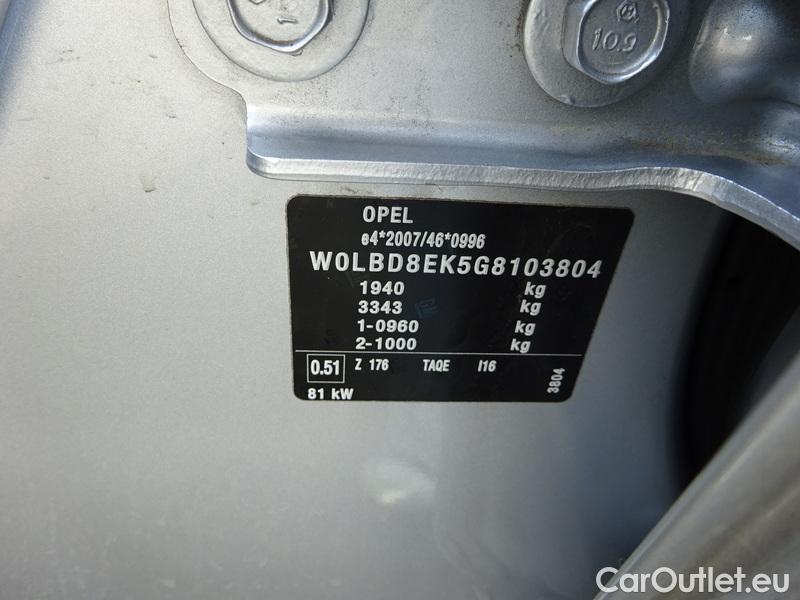 1
10.9
OPEL
e4*2007/46*0996
W0LBD8EK5G8103804
1940 kg
3343 kg
1-0960 kg
2-1000 kg
0.51 Z 176 TAQE I16
81 kW
3804
CarOutlet.eu